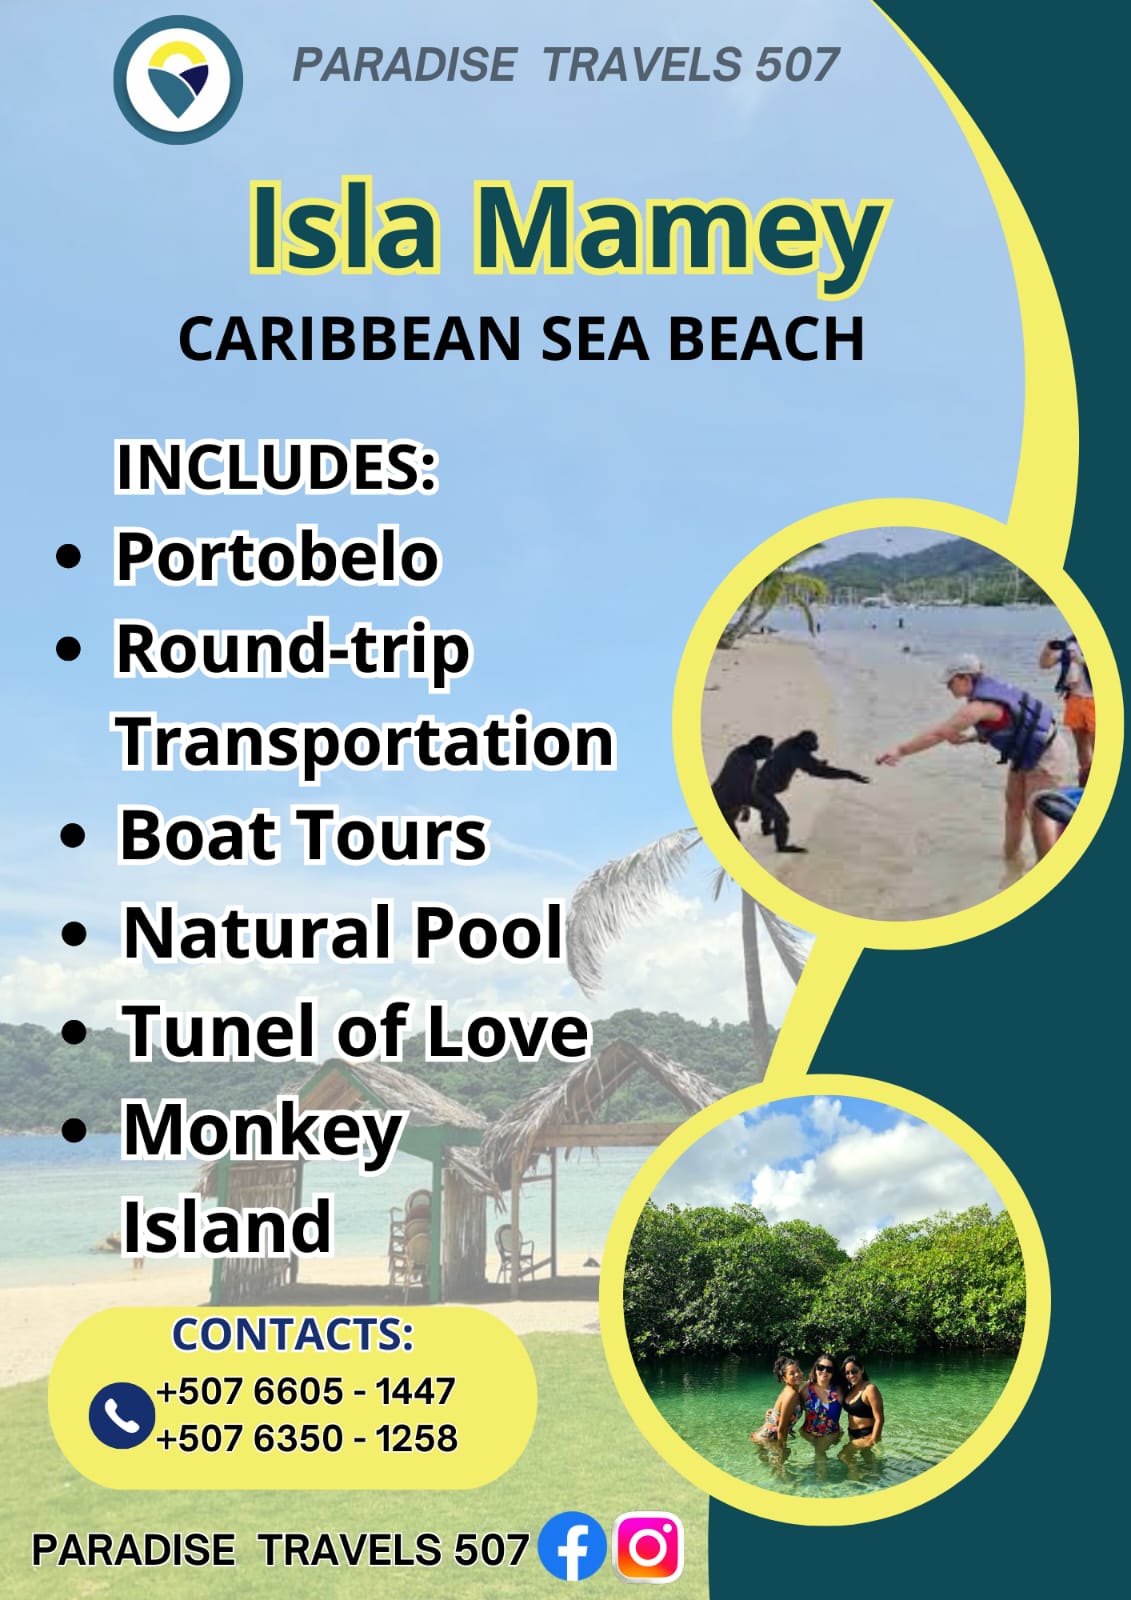 PARADISE TRAVELS 507
Isla Mamey
CARIBBEAN SEA BEACH
INCLUDES:
• Portobelo
• Round-trip
Transportation
• Boat Tours
• Natural Pool
• Tunel of Love
• Monkey
Island
CONTACTS:
+507 6605 - 1447
+507 6350 - 1258
PARADISE TRAVELS 507